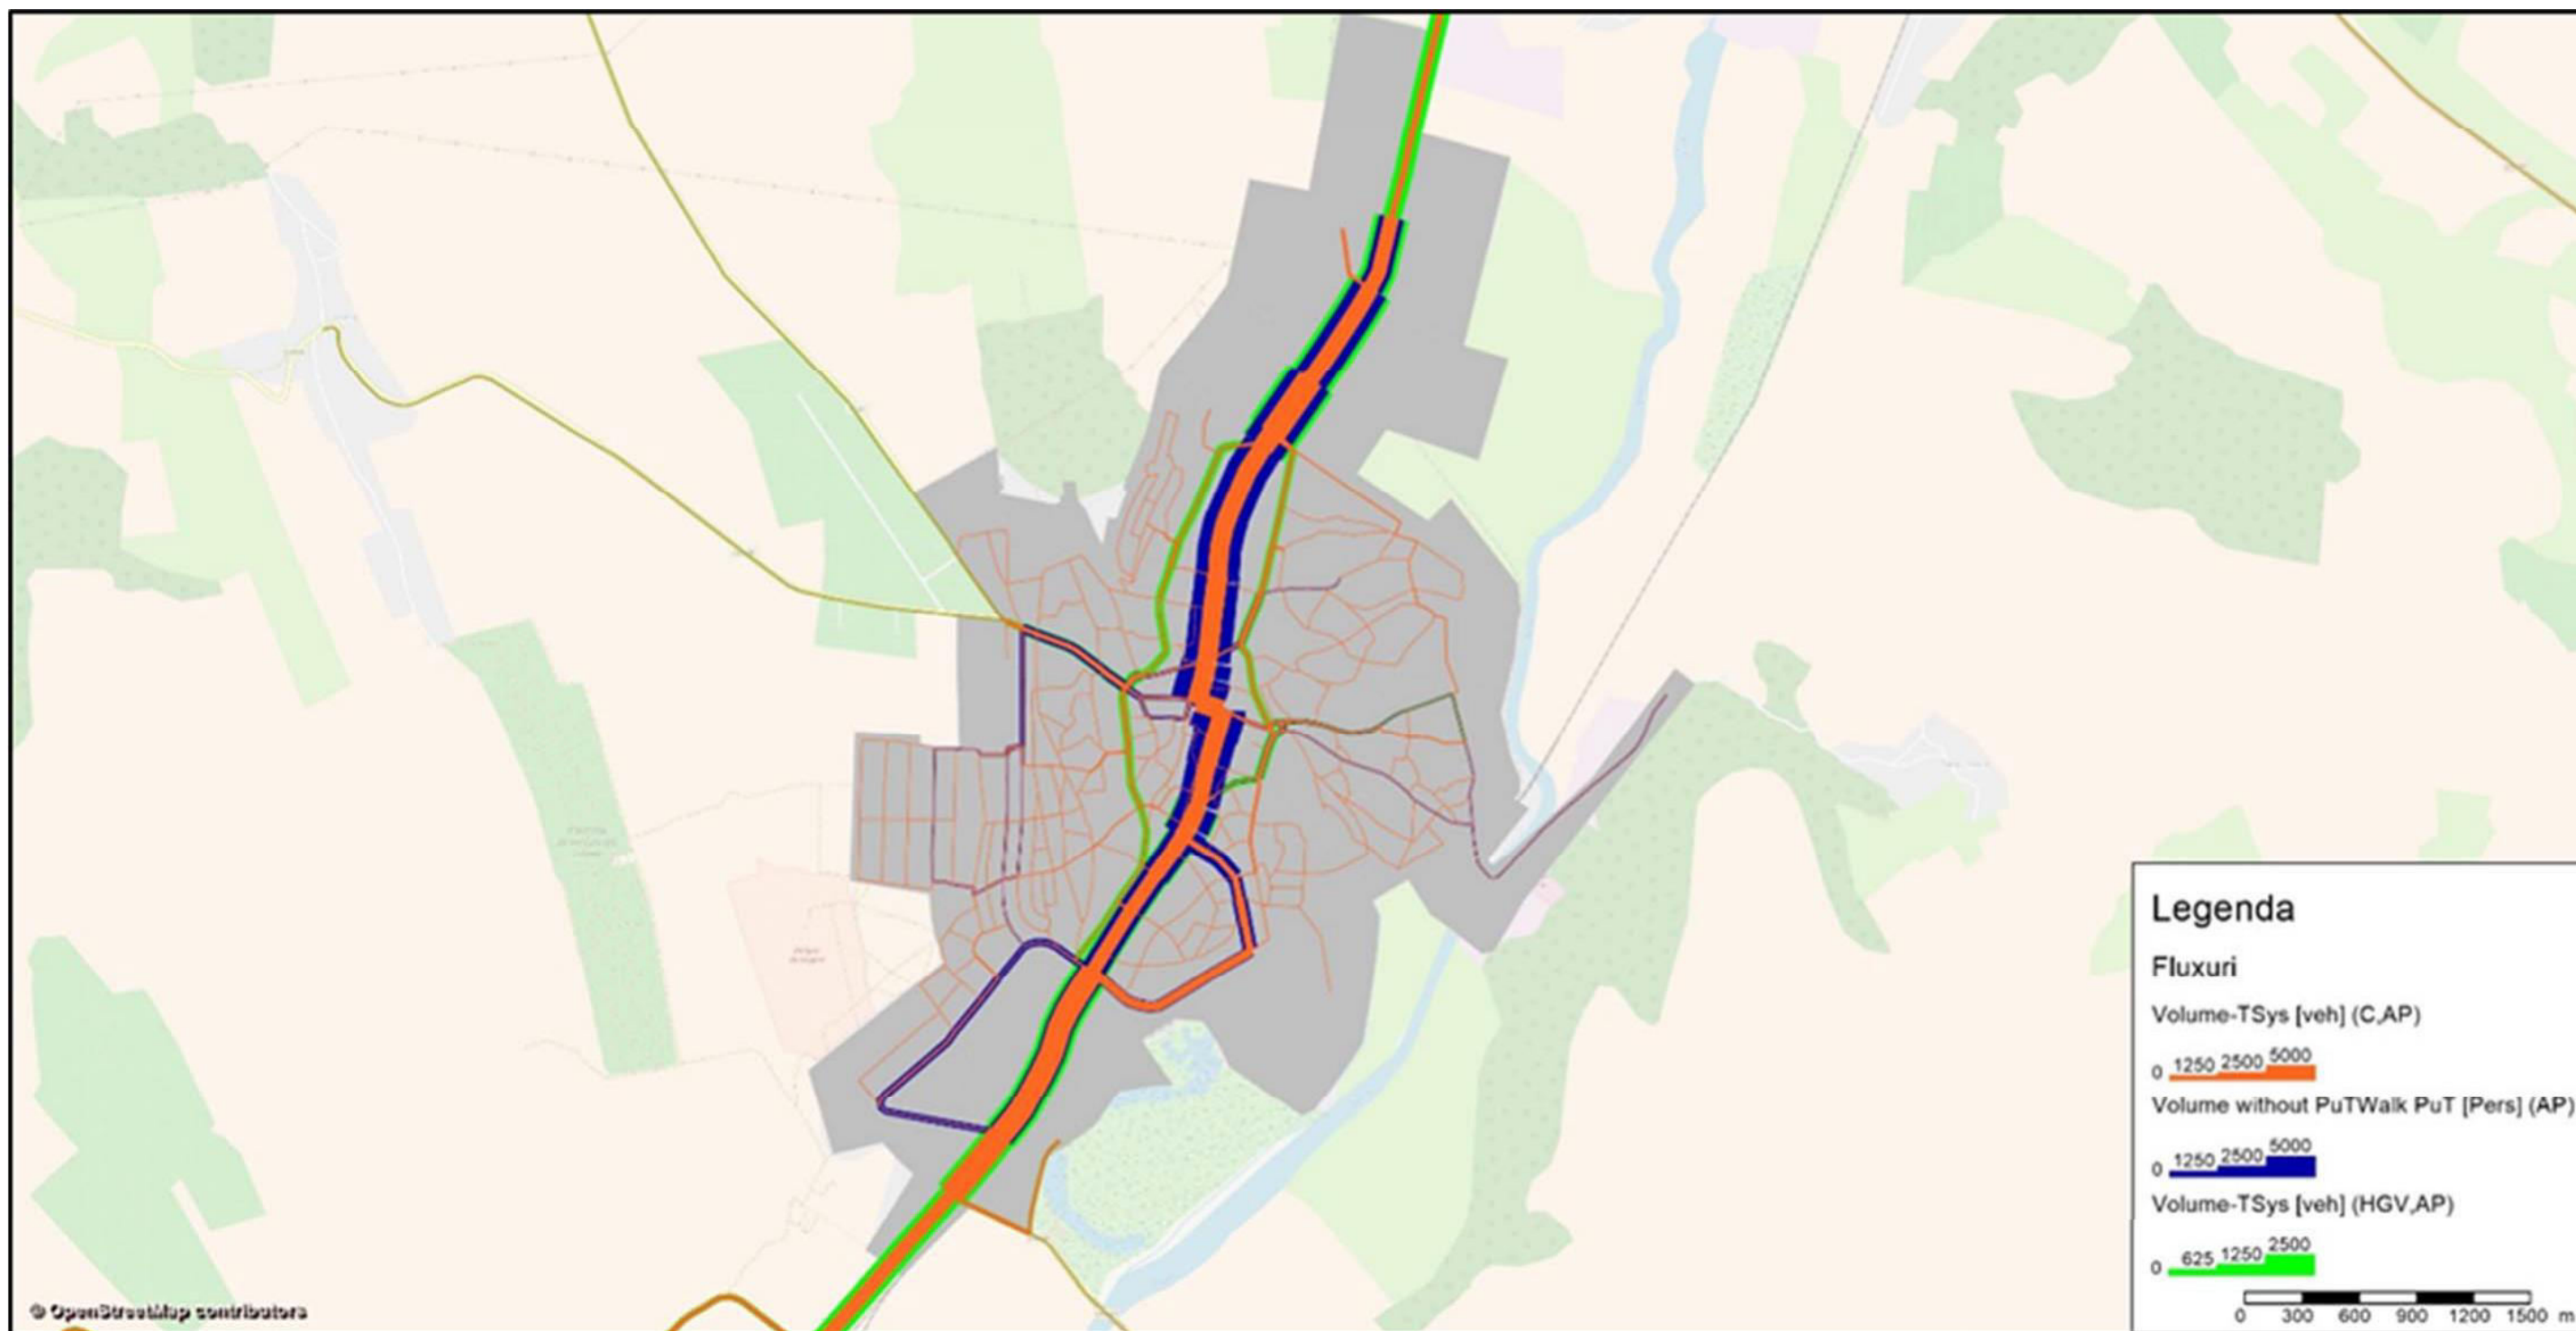 Legenda
Fluxuri
Volume-TSys [veh] (C,AP)
0 1250 2500 5000
Volume without PuTWalk PuT [Pers] (AP)
0 1250 2500 5000
Volume-TSys [veh] (HGV,AP)
0 625 1250 2500
0 300 600 900 1200 1500 m
© OpenStreetMap contributors